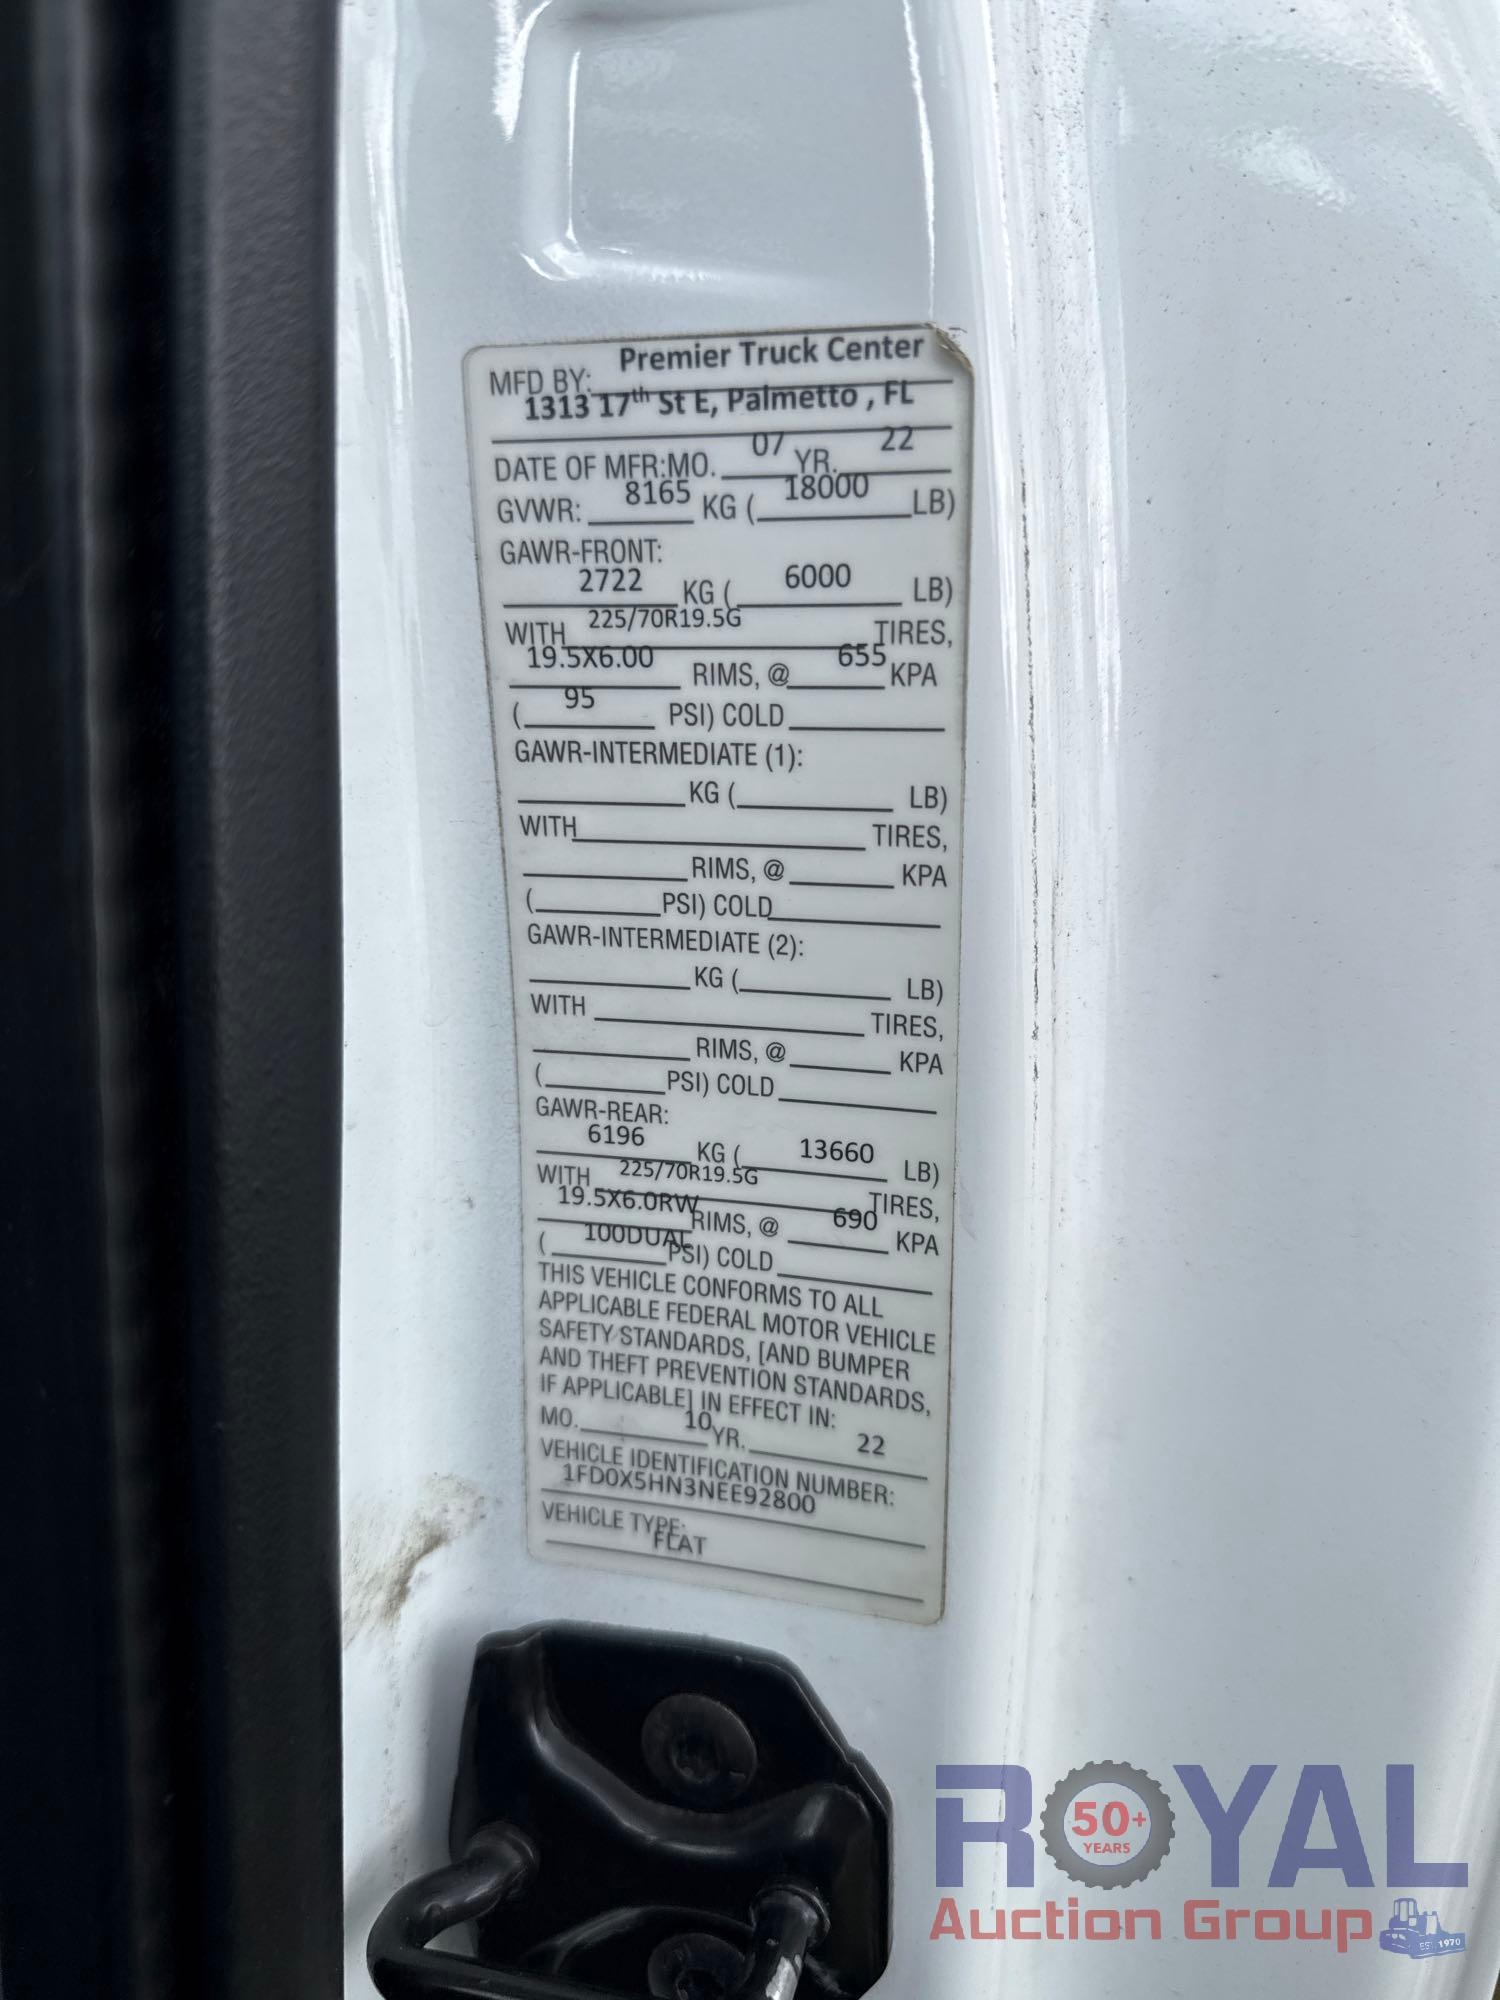 MFD BY: Premier Truck Center
1313 17th St E, Palmetto , FL
DATE OF MFR:MO. 07 YR. 22
GVWR: 8165 KG ( 18000 LB)
GAWR-FRONT:
2722 KG ( 6000 LB)
WITH 225/70R19.5G TIRES,
19.5X6.00 RIMS, @ 655 KPA
( 95 PSI) COLD
GAWR-INTERMEDIATE (1):
KG ( LB)
WITH TIRES,
RIMS, @ KPA
( PSI) COLD
GAWR-INTERMEDIATE (2):
KG ( LB)
WITH TIRES,
RIMS, @ KPA
( PSI) COLD
GAWR-REAR:
6196 KG ( 13660 LB)
WITH 225/70R19.5G TIRES,
19.5X6.0RW RIMS, @ 690 KPA
( 100DUAL PSI) COLD
THIS VEHICLE CONFORMS TO ALL
APPLICABLE FEDERAL MOTOR VEHICLE
SAFETY STANDARDS, [AND BUMPER
AND THEFT PREVENTION STANDARDS,
IF APPLICABLE] IN EFFECT IN:
MO. 10 YR. 22
VEHICLE IDENTIFICATION NUMBER:
1FD0X5HN3NEE92800
VEHICLE TYPE:
FLAT
ROYAL
50+
YEARS
Auction Group
EST. 1970